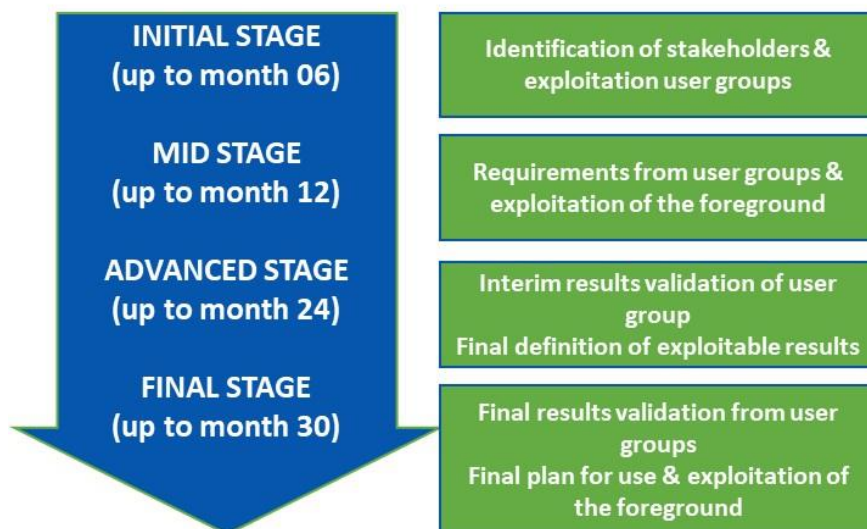 INITIAL STAGE
(up to month 06)
Identification of stakeholders &
exploitation user groups
MID STAGE
(up to month 12)
Requirements from user groups &
exploitation of the foreground
ADVANCED STAGE
(up to month 24)
Interim results validation of user
group
Final definition of exploitable results
FINAL STAGE
(up to month 30)
Final results validation from user
groups
Final plan for use & exploitation of
the foreground